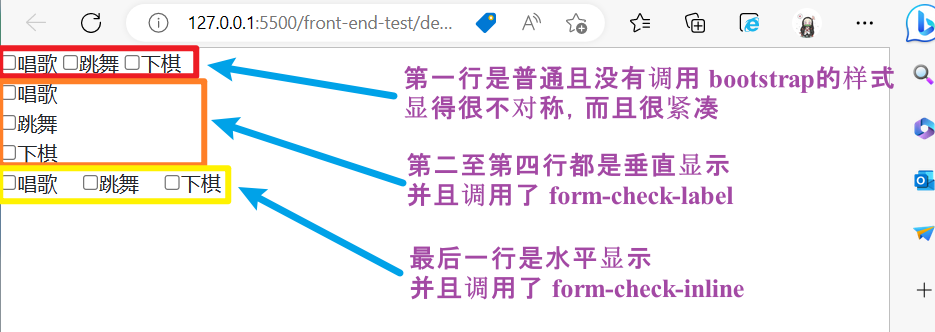 127.0.0.1:5500/front-end-test/de...
唱歌 跳舞 下棋
唱歌
跳舞
下棋
唱歌 跳舞 下棋
第一行是普通且没有调用 bootstrap的样式
显得很不对称, 而且很紧凑
第二至第四行都是垂直显示
并且调用了 form-check-label
最后一行是水平显示
并且调用了 form-check-inline